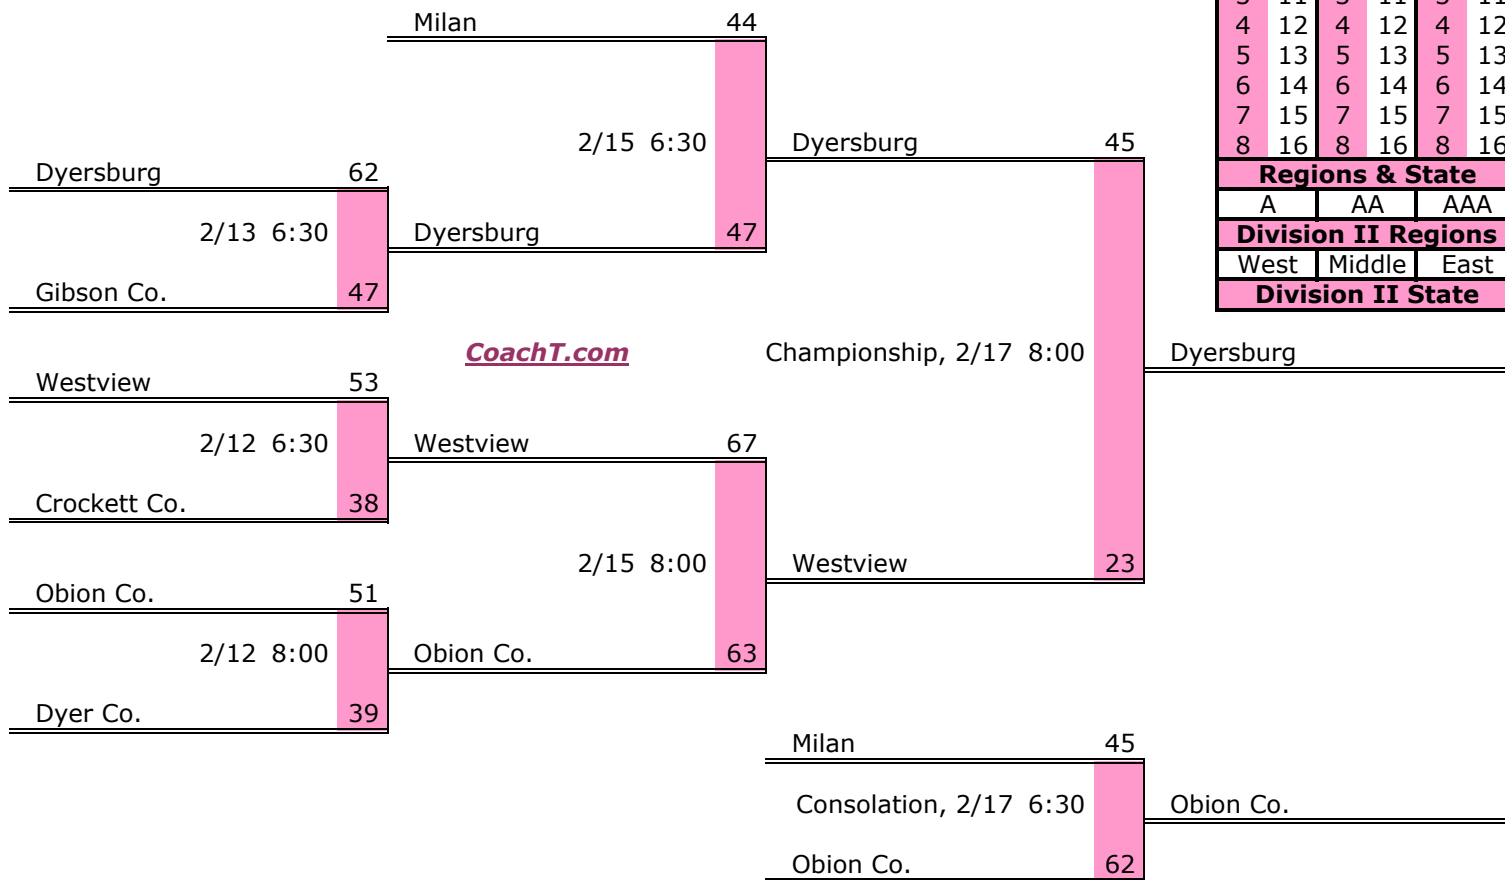 Milan 44
2/15 6:30
Dyersburg 45
Dyersburg 62
2/13 6:30
Dyersburg 47
Gibson Co. 47
CoachT.com
Championship, 2/17 8:00
Dyersburg
Westview 53
2/12 6:30
Westview 67
Crockett Co. 38
2/15 8:00
Westview 23
Obion Co. 51
2/12 8:00
Obion Co. 63
Dyer Co. 39
Milan 45
Consolation, 2/17 6:30
Obion Co.
Obion Co. 62
4 12 4 12 4 12
5 13 5 13 5 13
6 14 6 14 6 14
7 15 7 15 7 15
8 16 8 16 8 16
Regions & State
A AA AAA
Division II Regions
West Middle East
Division II State